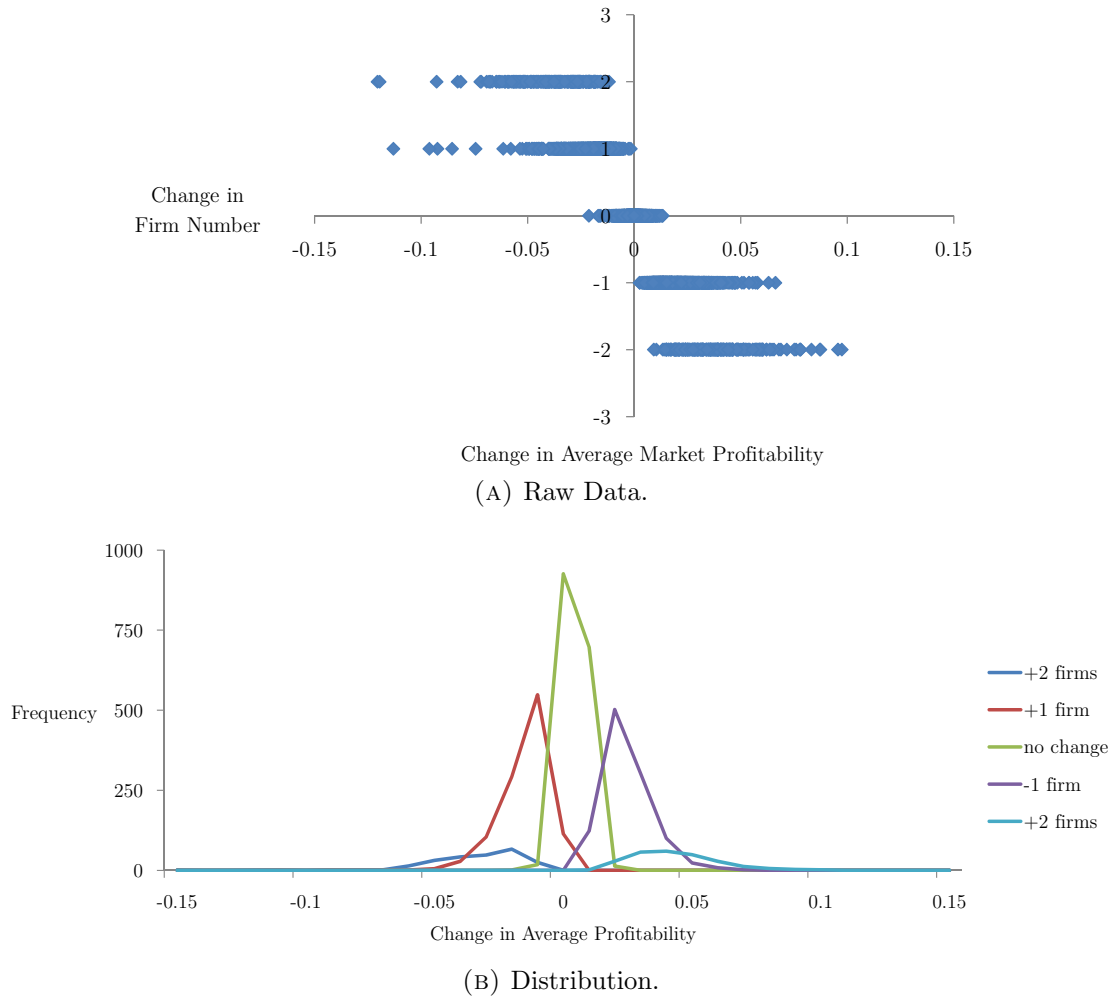 3
2
1
Change in
Firm Number
0
-0.15 -0.1 -0.05 0 0.05 0.1 0.15
-1
-2
-3
Change in Average Market Profitability
(A) Raw Data.
1000
750
+2 firms
Frequency 500 +1 firm
no change
250 -1 firm
+2 firms
0
-0.15 -0.1 -0.05 0 0.05 0.1 0.15
Change in Average Profitability
(B) Distribution.